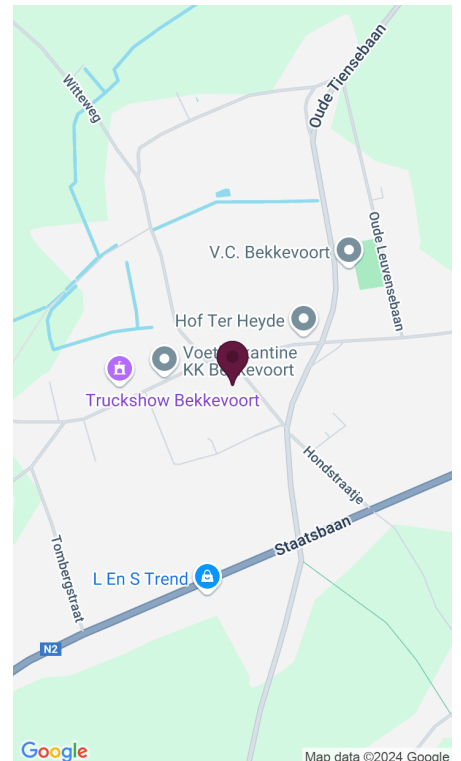 Witteweg
Oude Tiensebaan
Oude Leuvensebaan
V.C. Bekkevoort
Hof Ter Heyde
KK Bekkevoort
Truckshow Bekkevoort
Hondstraatje
Staatsbaan
Tombergstraat
L En S Trend
N2
Google
Map data ©2024 Google